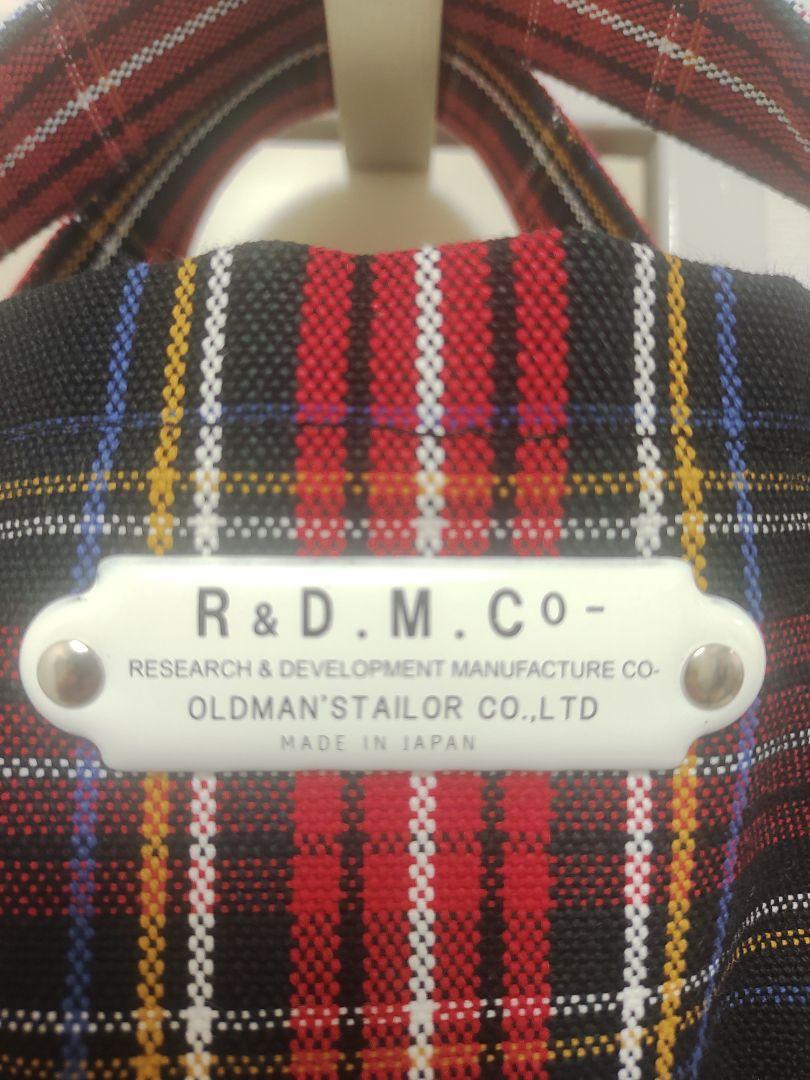 R & D . M . Co -
RESEARCH & DEVELOPMENT MANUFACTURE CO-
OLDMAN'STAILOR CO.,LTD
MADE IN JAPAN